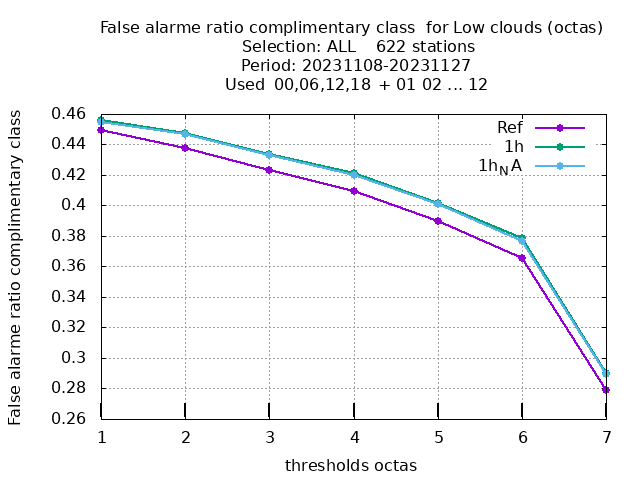 False alarme ratio complimentary class for Low clouds (octas)
Selection: ALL 622 stations
Period: 20231108-20231127
Used 00,06,12,18 + 01 02 ... 12
False alarme ratio complimentary class
0.46
0.44
0.42
0.4
0.38
0.36
0.34
0.32
0.3
0.28
0.26
Ref
1h
1hNA
1 2 3 4 5 6 7
thresholds octas